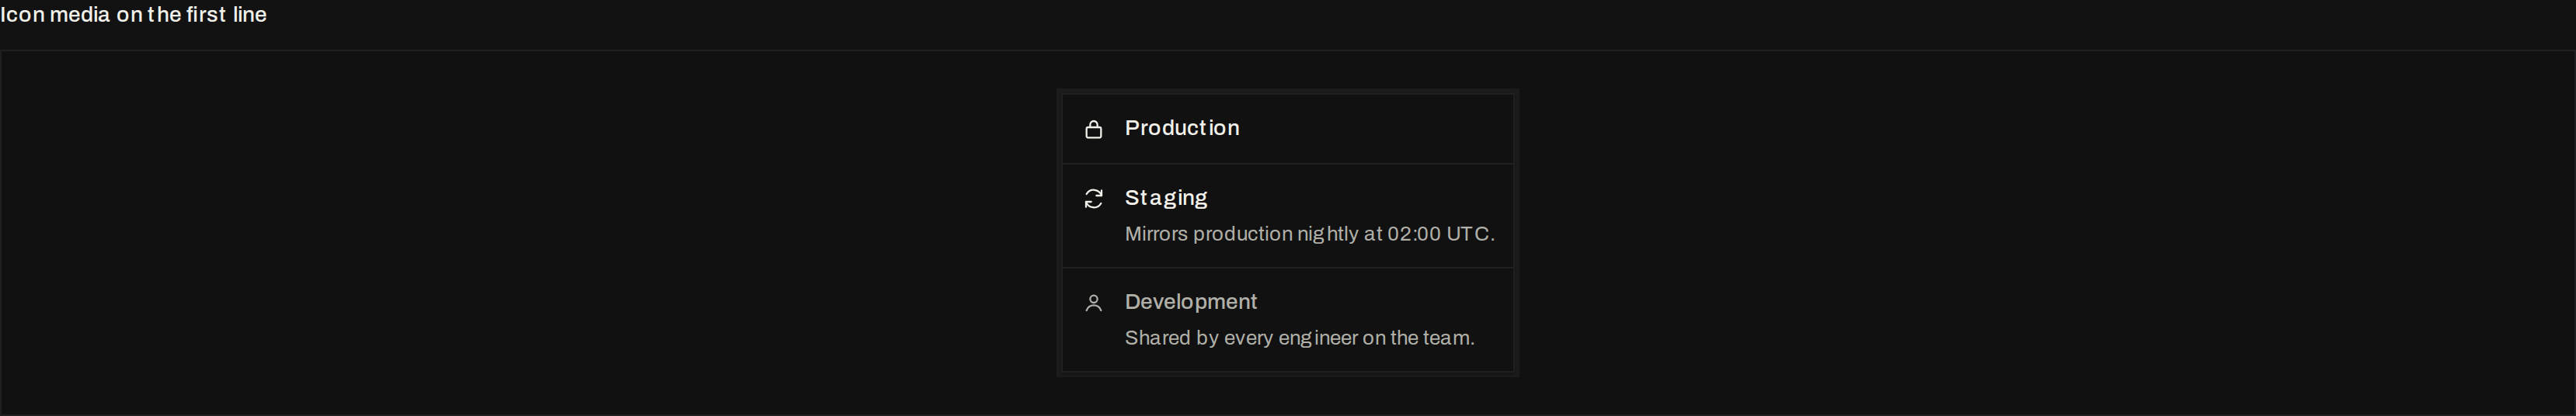 Icon media on the first line
Production
Staging
Mirrors production nightly at 02:00 UTC.
Development
Shared by every engineer on the team.